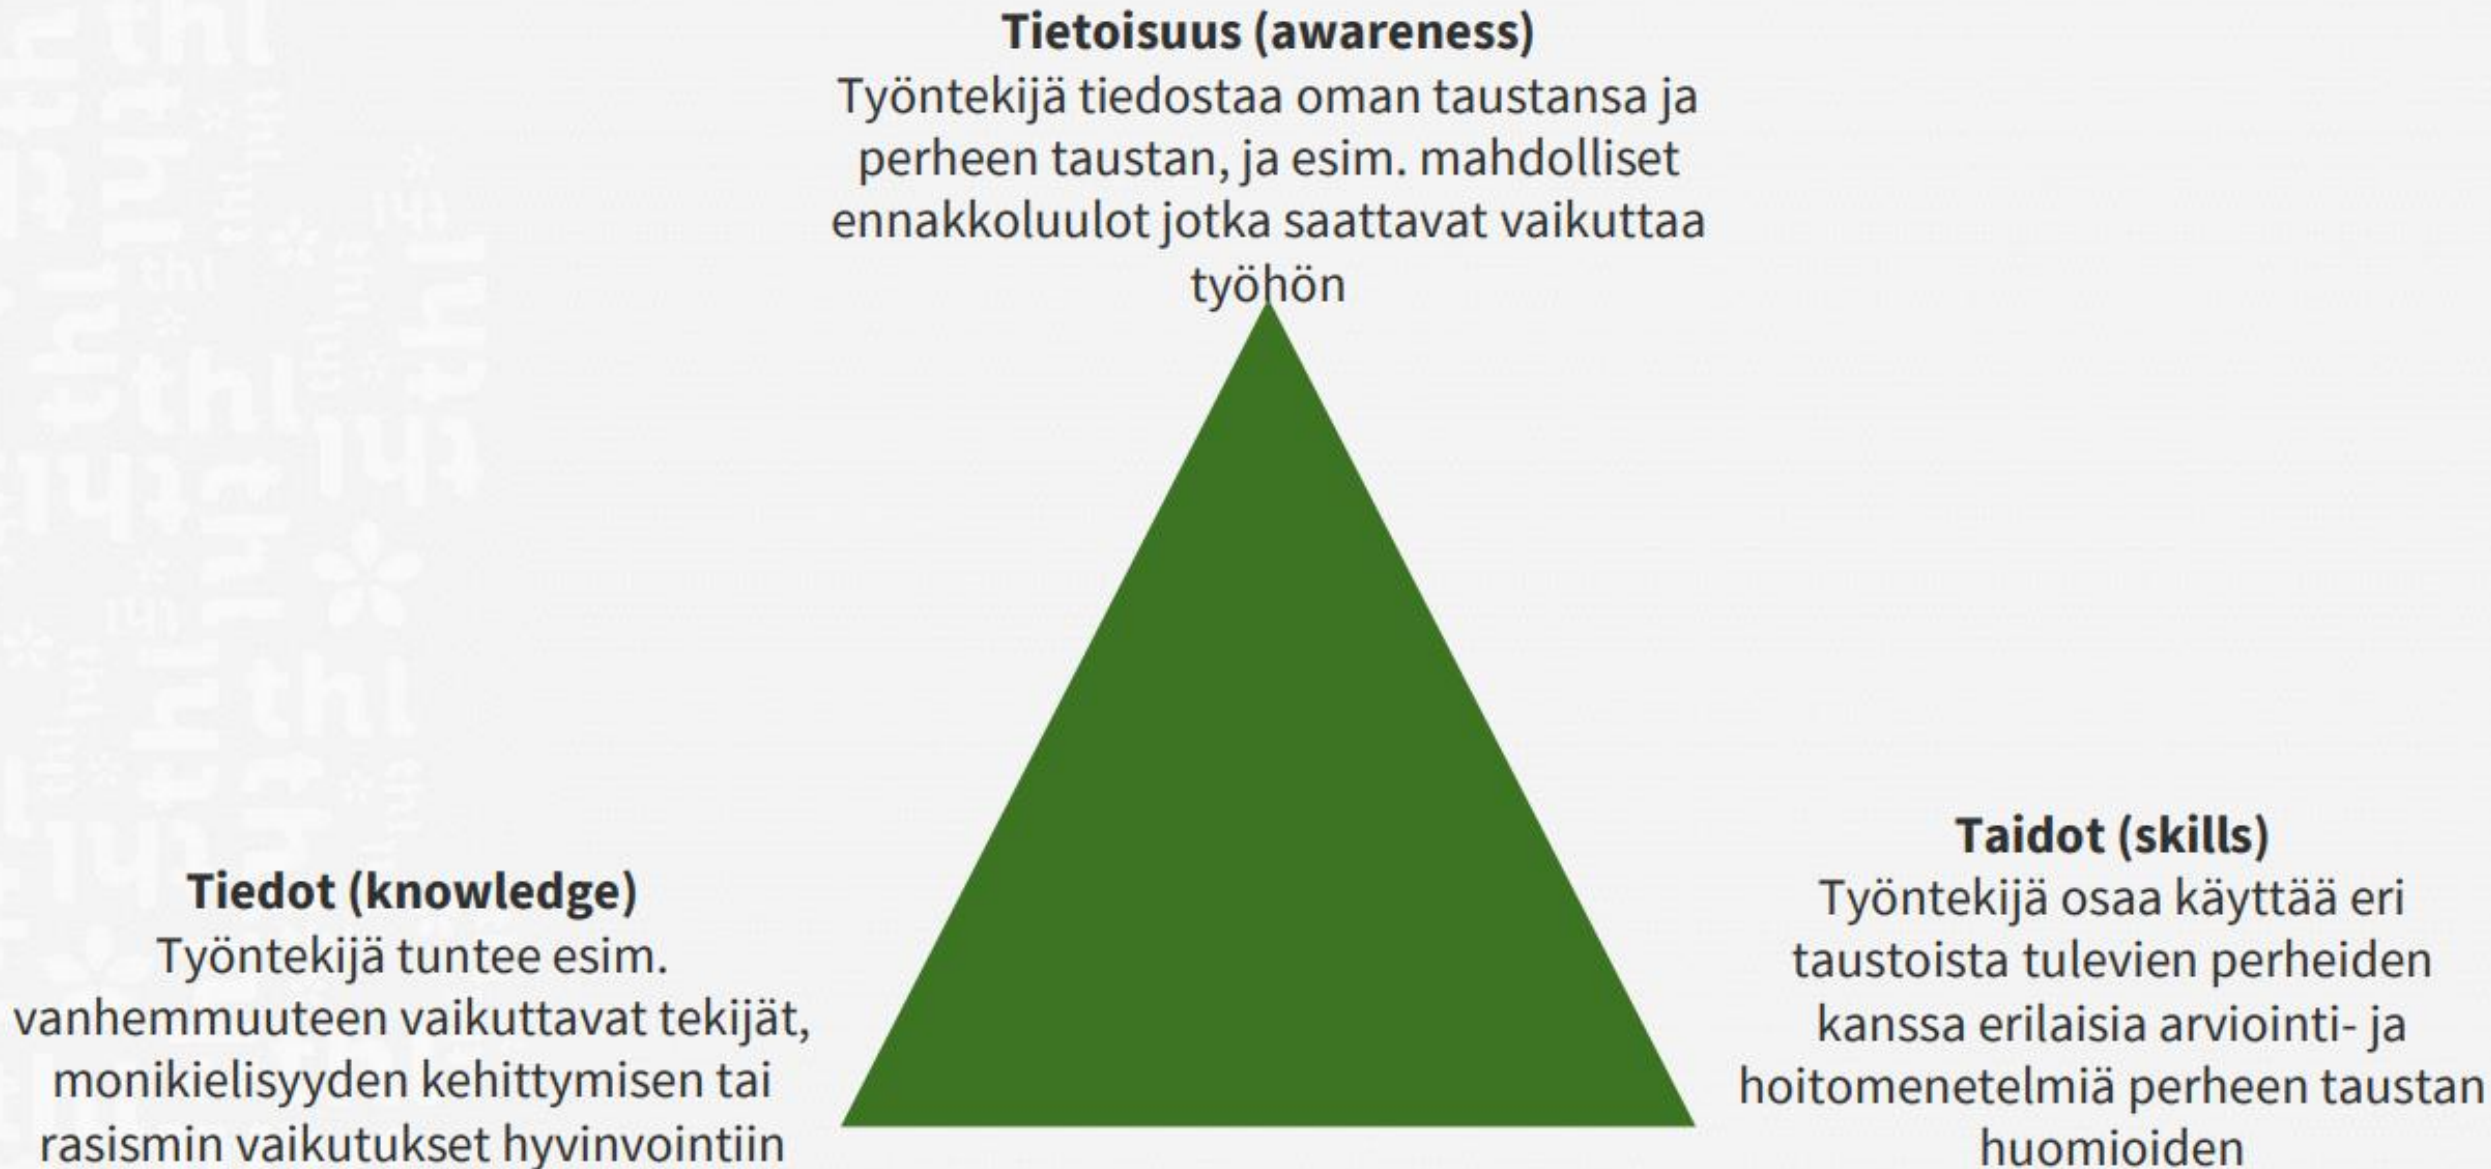 Tietoisuus (awareness)
Työntekijä tiedostaa oman taustansa ja
perheen taustan, ja esim. mahdolliset
ennakkoluulot jotka saattavat vaikuttaa
työhön
Tiedot (knowledge)
Työntekijä tuntee esim.
vanhemmuuteen vaikuttavat tekijät,
monikielisyyden kehittymisen tai
rasismin vaikutukset hyvinvointiin
Taidot (skills)
Työntekijä osaa käyttää eri
taustoista tulevien perheiden
kanssa erilaisia arviointi- ja
hoitomenetelmiä perheen taustan
huomioiden